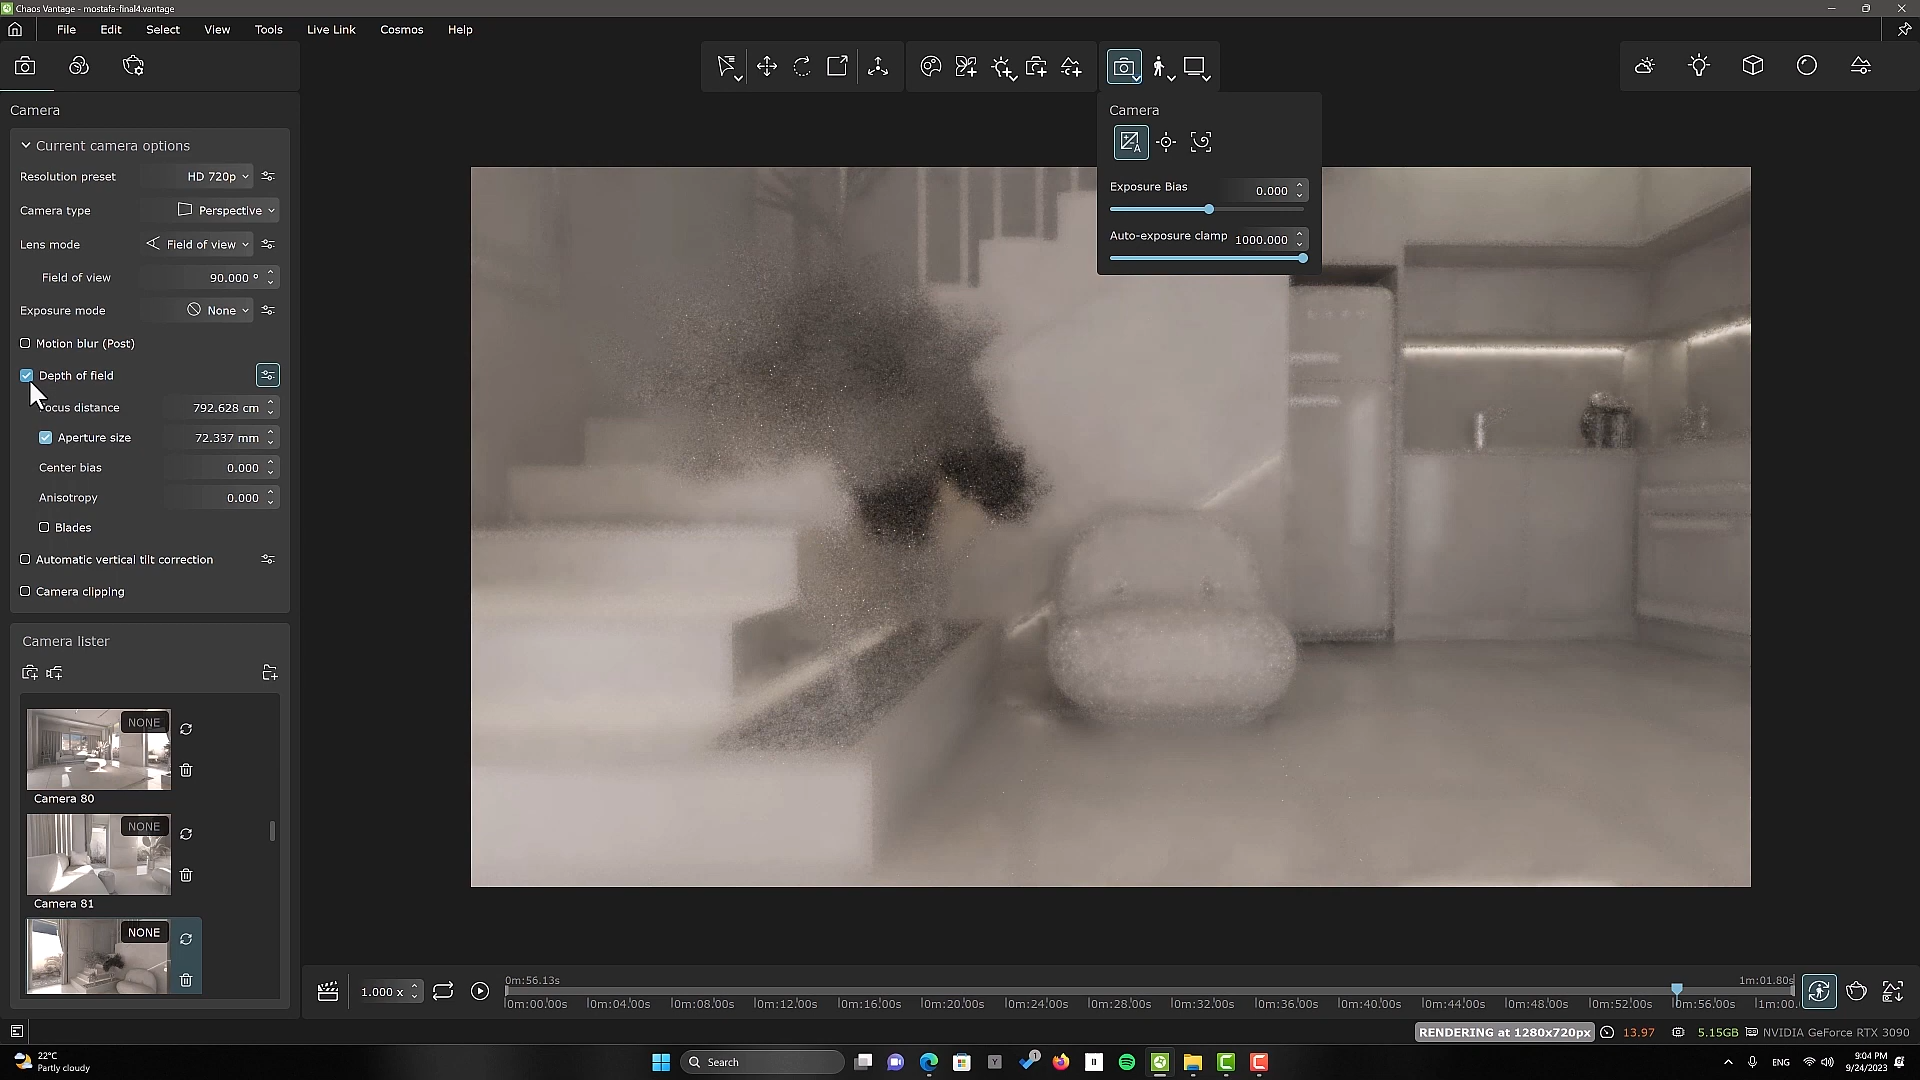 Chaos Vantage - mostafa-final4.vantage
File Edit Select View Tools Live Link Cosmos Help
Camera
Current camera options
Resolution preset HD 720p
Camera type Perspective
Lens mode Field of view
Field of view 90.000 °
Exposure mode None
Motion blur (Post)
Depth of field
ocus distance 792.628 cm
Aperture size 72.337 mm
Center bias 0.000
Anisotropy 0.000
Blades
Automatic vertical tilt correction
Camera clipping
Camera lister
NONE
Camera 80
NONE
Camera 81
NONE
Camera
Exposure Bias 0.000
Auto-exposure clamp 1000.000
1.000 x
0m:56.13s 1m:01.80s
0m:00.00s 0m:04.00s 0m:08.00s 0m:12.00s 0m:16.00s 0m:20.00s 0m:24.00s 0m:28.00s 0m:32.00s 0m:36.00s 0m:40.00s 0m:44.00s 0m:48.00s 0m:52.00s 0m:56.00s 1m:00.
RENDERING at 1280x720px 13.97 5.15GB NVIDIA GeForce RTX 3090
22°C
Partly cloudy
Search
1
ENG
9:04 PM
9/24/2023